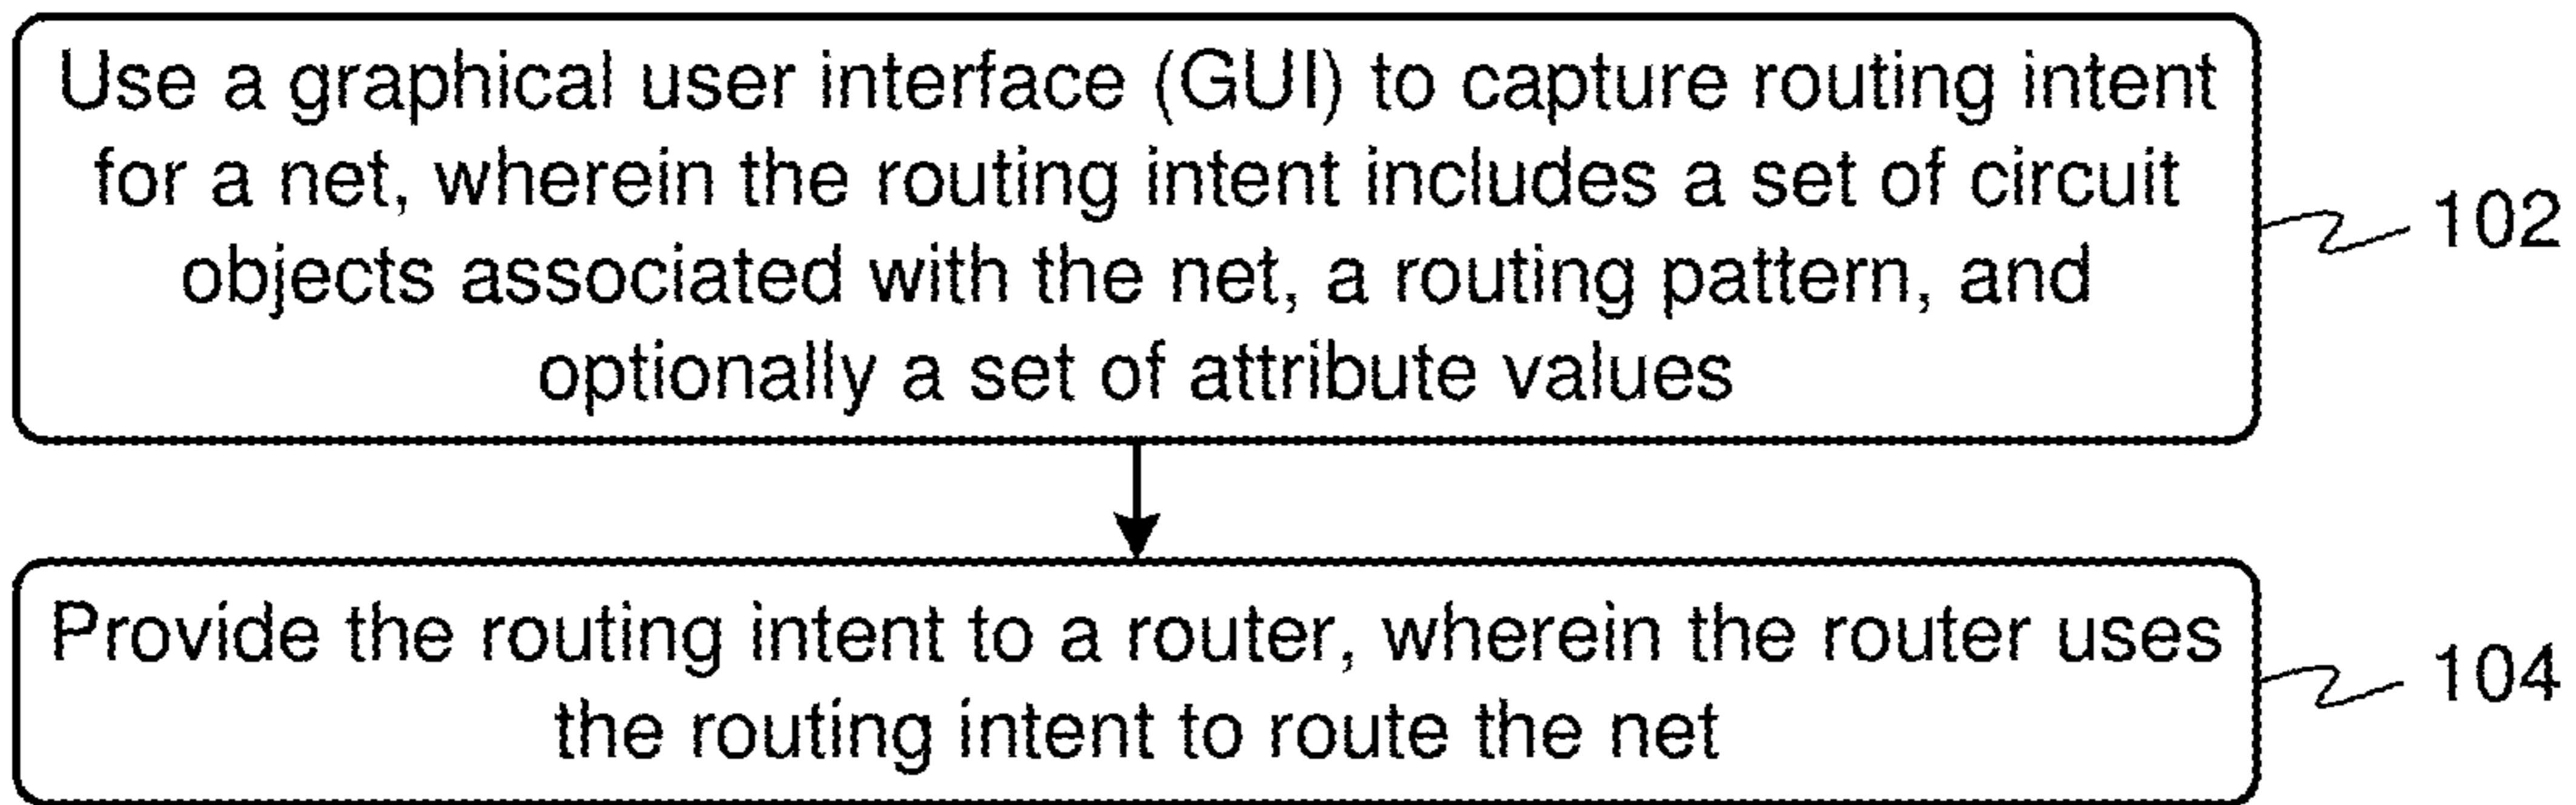 Use a graphical user interface (GUI) to capture routing intent
for a net, wherein the routing intent includes a set of circuit
objects associated with the net, a routing pattern, and
optionally a set of attribute values
102
Provide the routing intent to a router, wherein the router uses
the routing intent to route the net
104